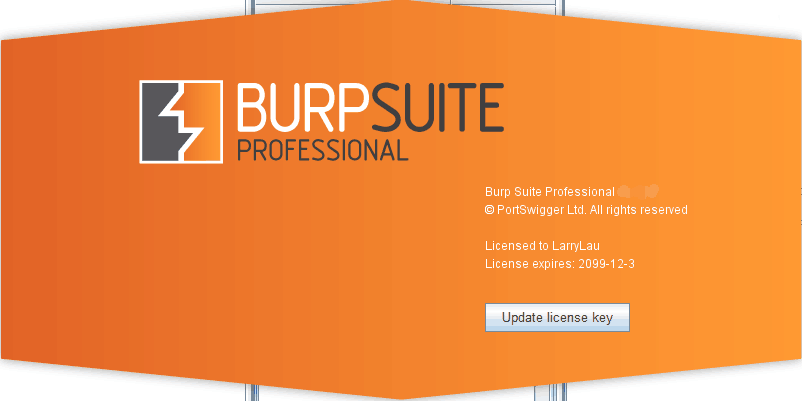 BURPSUITE
PROFESSIONAL
Burp Suite Professional
© PortSwigger Ltd. All rights reserved
Licensed to LarryLau
License expires: 2099-12-3
Update license key